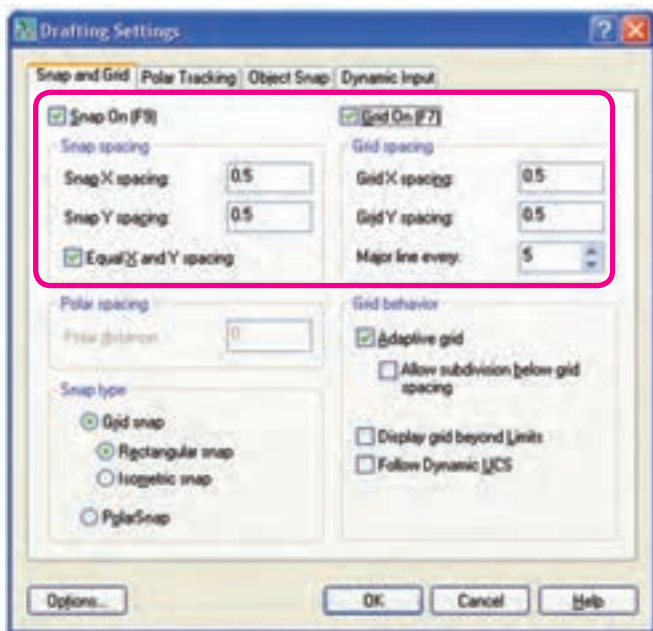 Drafting Settings
Snap and Grid Polar Tracking Object Snap Dynamic Input
Snap On (F9)
Snap spacing
Snap X spacing: 0.5
Snap Y spacing: 0.5
Equal X and Y spacing
Grid On (F7)
Grid spacing
Grid X spacing: 0.5
Grid Y spacing: 0.5
Major line every: 5
Polar spacing
Polar distance: 0
Snap type
Grid snap
Rectangular snap
Isometric snap
PolarSnap
Grid behavior
Adaptive grid
Allow subdivision below grid
spacing
Display grid beyond Limits
Follow Dynamic UCS
Options... OK Cancel Help